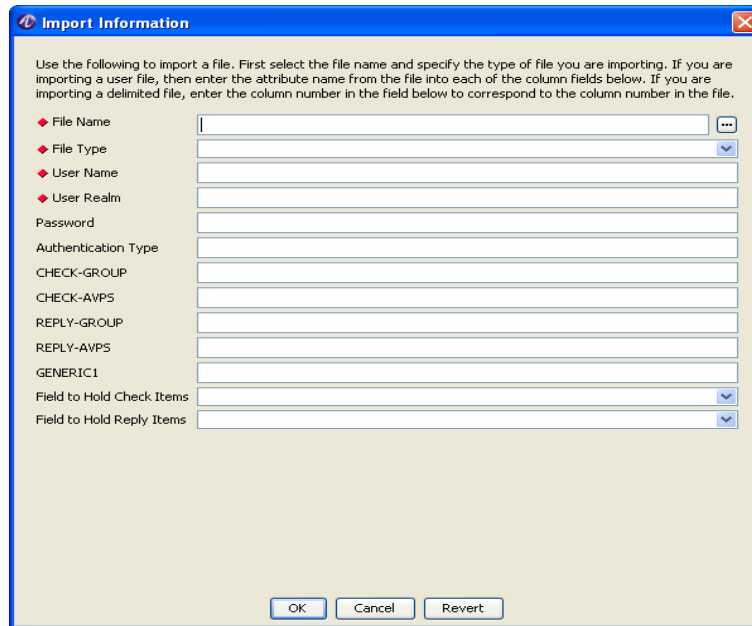 Import Information
Use the following to import a file. First select the file name and specify the type of file you are importing. If you are
importing a user file, then enter the attribute name from the file into each of the column fields below. If you are
importing a delimited file, enter the column number in the field below to correspond to the column number in the file.
File Name
File Type
User Name
User Realm
Password
Authentication Type
CHECK-GROUP
CHECK-AVPS
REPLY-GROUP
REPLY-AVPS
GENERIC1
Field to Hold Check Items
Field to Hold Reply Items
OK Cancel Revert